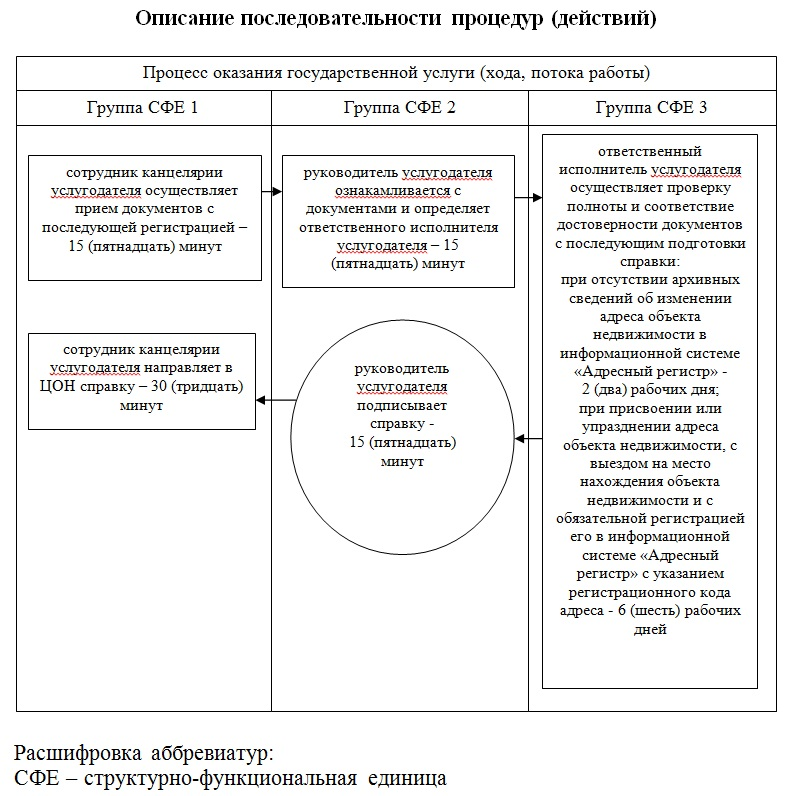 Описание последовательности процедур (действий)
Процесс оказания государственной услуги (хода, потока работы)
Группа СФЕ 1
Группа СФЕ 2
Группа СФЕ 3
сотрудник канцелярии
услугодателя осуществляет
прием документов с
последующей регистрацией –
15 (пятнадцать) минут
руководитель услугодателя
ознакамливается с
документами и определяет
ответственного исполнителя
услугодателя – 15
(пятнадцать) минут
ответственный
исполнитель услугодателя
осуществляет проверку
полноты и соответствие
достоверности документов
с последующим подготовки
справки:
при отсутствии архивных
сведений об изменении
адреса объекта
недвижимости в
информационной системе
«Адресный регистр» -
2 (два) рабочих дня;
при присвоении или
упразднении адреса
объекта недвижимости, с
выездом на место
нахождения объекта
недвижимости и с
обязательной регистрацией
его в информационной
системе «Адресный
регистр» с указанием
регистрационного кода
адреса - 6 (шесть) рабочих
дней
руководитель
услугодателя
подписывает
справку -
15 (пятнадцать)
минут
сотрудник канцелярии
услугодателя направляет в
ЦОН справку – 30 (тридцать)
минут
Расшифровка аббревиатур:
СФЕ – структурно-функциональная единица